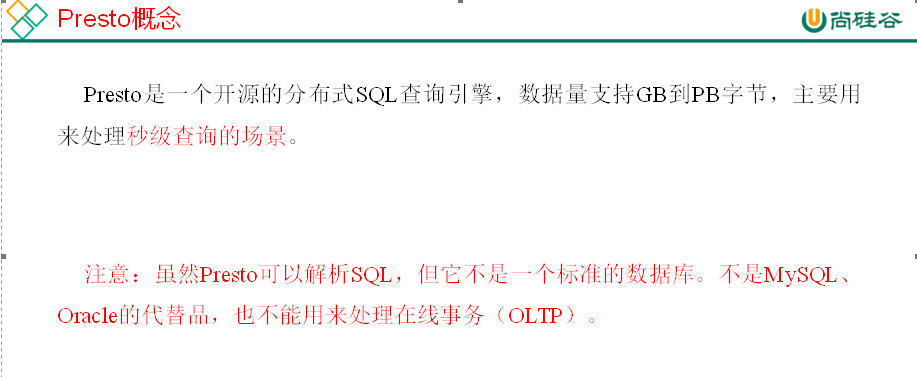 Presto概念
尚硅谷
Presto是一个开源的分布式SQL查询引擎，数据量支持GB到PB字节，主要用
来处理秒级查询的场景。
注意：虽然Presto可以解析SQL，但它不是一个标准的数据库。不是MySQL、
Oracle的代替品，也不能用来处理在线事务（OLTP）。